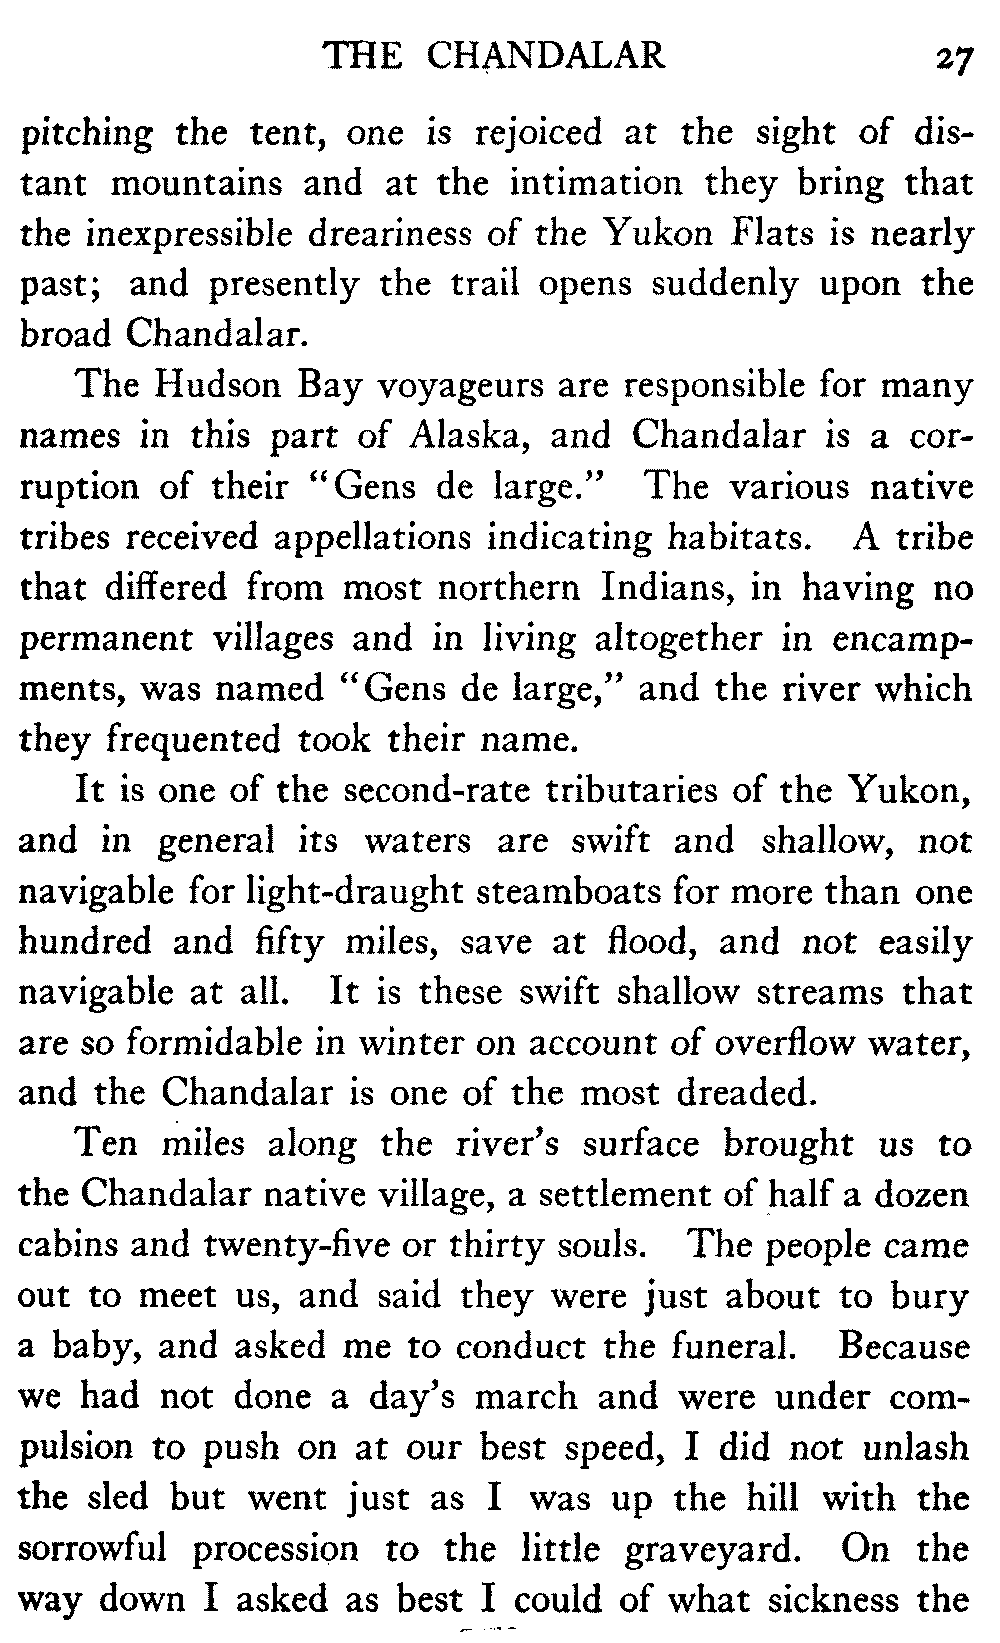 THE CHANDALAR 27
pitching the tent, one is rejoiced at the sight of dis-
tant mountains and at the intimation they bring that
the inexpressible dreariness of the Yukon Flats is nearly
past; and presently the trail opens suddenly upon the
broad Chandalar.
The Hudson Bay voyageurs are responsible for many
names in this part of Alaska, and Chandalar is a cor-
ruption of their "Gens de large." The various native
tribes received appellations indicating habitats. A tribe
that differed from most northern Indians, in having no
permanent villages and in living altogether in encamp-
ments, was named "Gens de large," and the river which
they frequented took their name.
It is one of the second-rate tributaries of the Yukon,
and in general its waters are swift and shallow, not
navigable for light-draught steamboats for more than one
hundred and fifty miles, save at flood, and not easily
navigable at all. It is these swift shallow streams that
are so formidable in winter on account of overflow water,
and the Chandalar is one of the most dreaded.
Ten miles along the river's surface brought us to
the Chandalar native village, a settlement of half a dozen
cabins and twenty-five or thirty souls. The people came
out to meet us, and said they were just about to bury
a baby, and asked me to conduct the funeral. Because
we had not done a day's march and were under com-
pulsion to push on at our best speed, I did not unlash
the sled but went just as I was up the hill with the
sorrowful procession to the little graveyard. On the
way down I asked as best I could of what sickness the